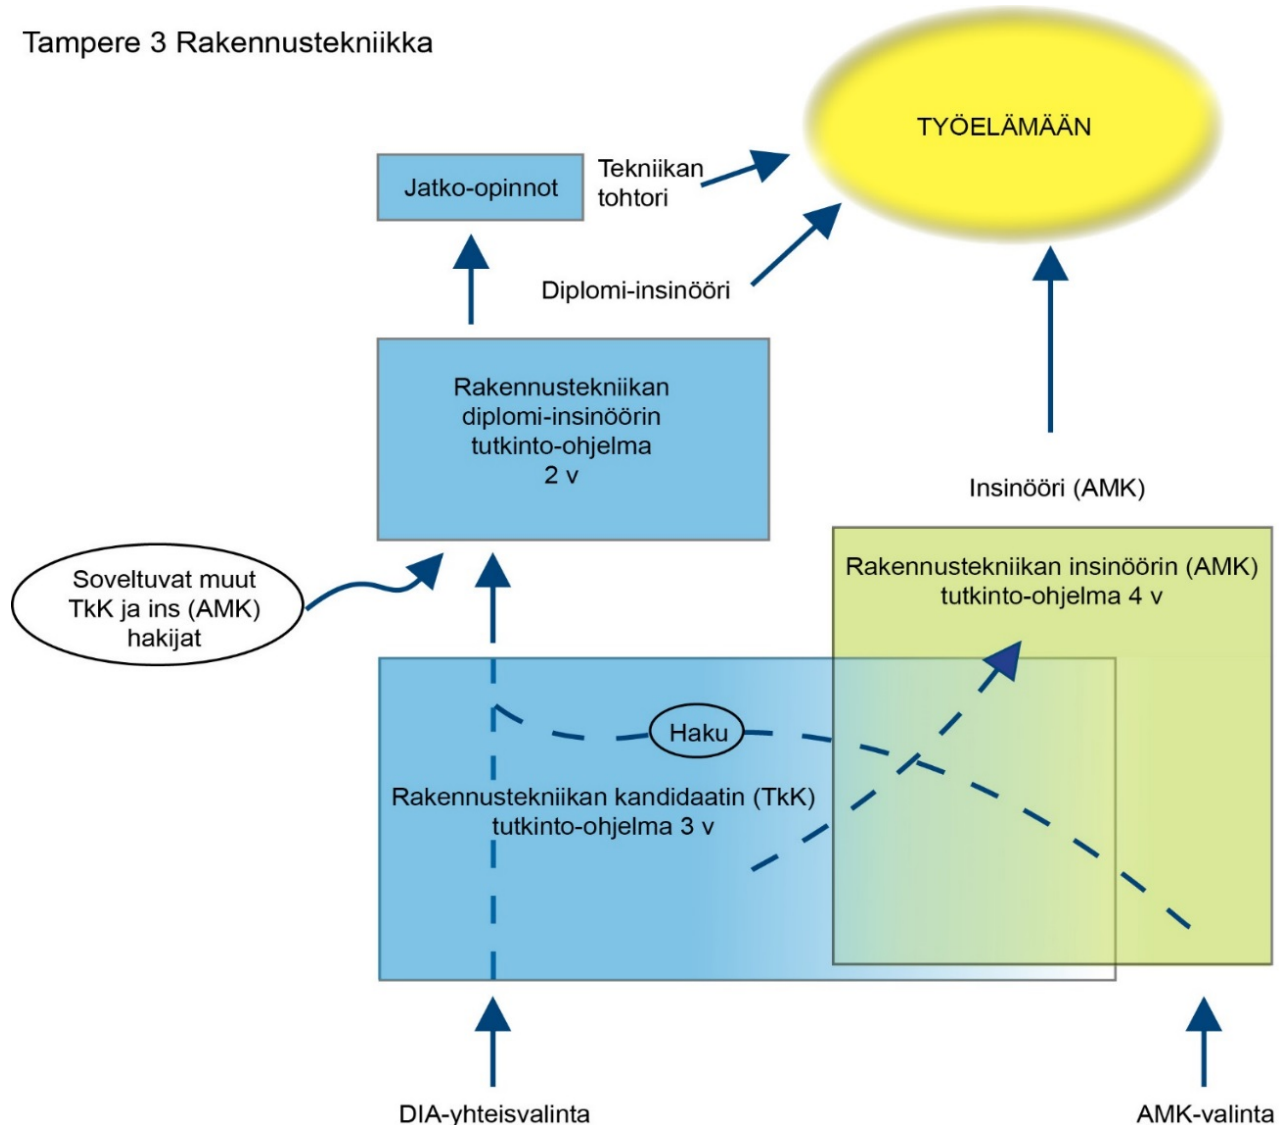 Tampere 3 Rakennustekniikka
TYÖELÄMÄÄN
Jatko-opinnot
Tekniikan
tohtori
Diplomi-insinööri
Rakennustekniikan
diplomi-insinöörin
tutkinto-ohjelma
2 v
Insinööri (AMK)
Soveltuvat muut
TkK ja ins (AMK)
hakijat
Rakennustekniikan insinöörin (AMK)
tutkinto-ohjelma 4 v
Haku
Rakennustekniikan kandidaatin (TkK)
tutkinto-ohjelma 3 v
DIA-yhteisvalinta
AMK-valinta